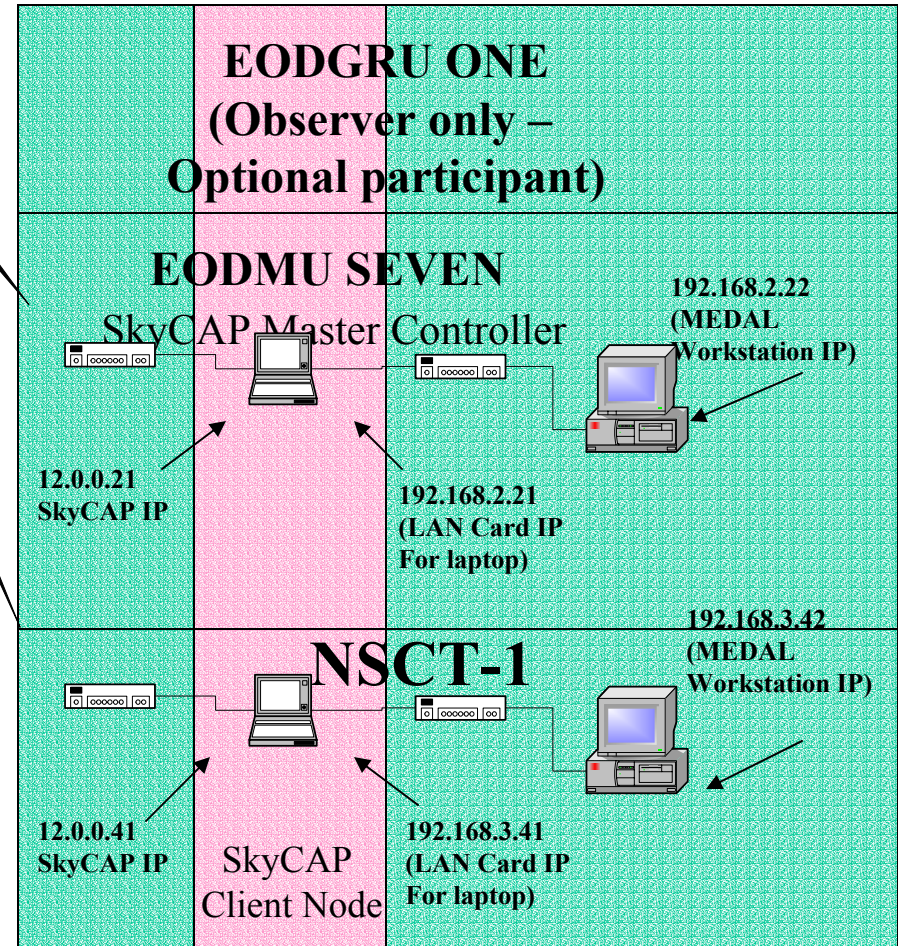 EODGRU ONE
(Observer only –
Optional participant)
EODMU SEVEN
SkyCAP Master Controller
192.168.2.22
(MEDAL
Workstation IP)
12.0.0.21
SkyCAP IP
192.168.2.21
(LAN Card IP
For laptop)
NSCT-1
192.168.3.42
(MEDAL
Workstation IP)
12.0.0.41
SkyCAP IP
SkyCAP
Client Node
192.168.3.41
(LAN Card IP
For laptop)